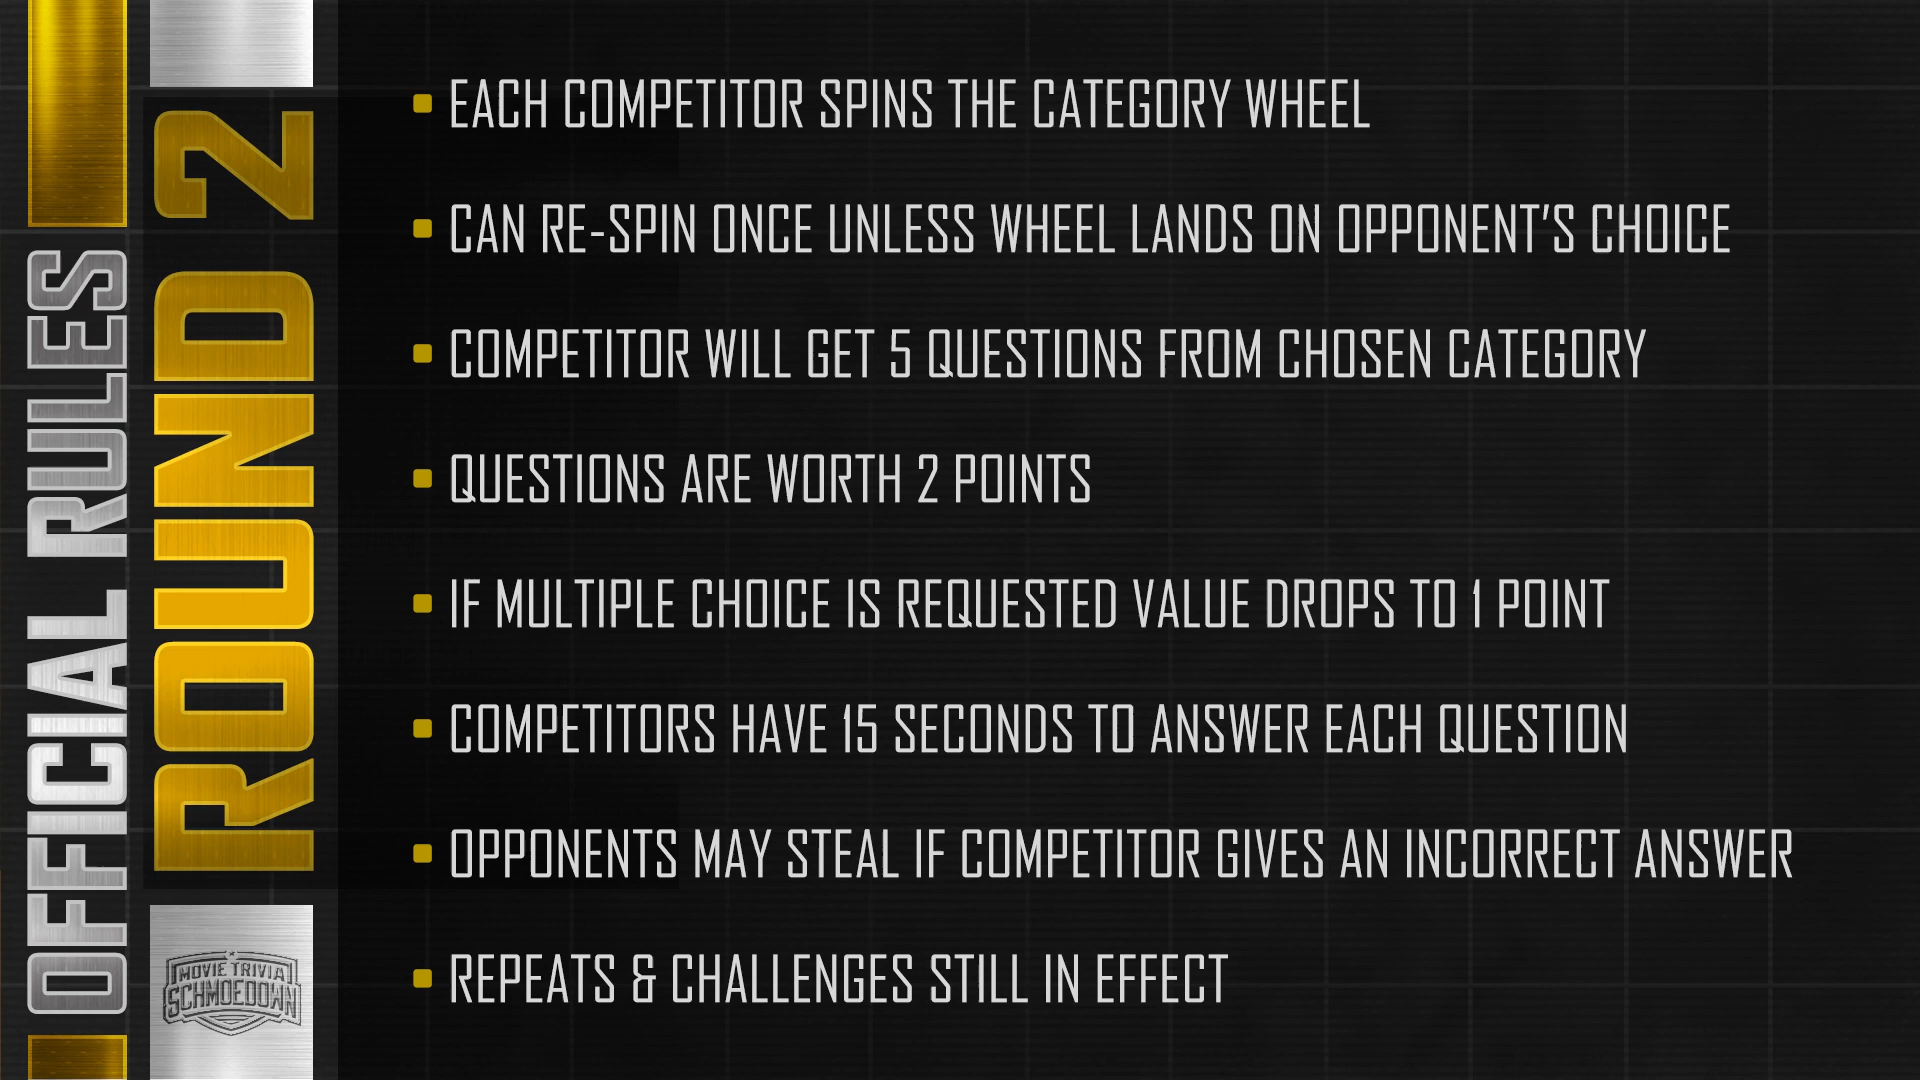 OFFICIAL RULES
ROUND 2
EACH COMPETITOR SPINS THE CATEGORY WHEEL
CAN RE-SPIN ONCE UNLESS WHEEL LANDS ON OPPONENT'S CHOICE
COMPETITOR WILL GET 5 QUESTIONS FROM CHOSEN CATEGORY
QUESTIONS ARE WORTH 2 POINTS
IF MULTIPLE CHOICE IS REQUESTED VALUE DROPS TO 1 POINT
COMPETITORS HAVE 15 SECONDS TO ANSWER EACH QUESTION
OPPONENTS MAY STEAL IF COMPETITOR GIVES AN INCORRECT ANSWER
REPEATS & CHALLENGES STILL IN EFFECT
MOVIE TRIVIA
SCHMOEDOWN